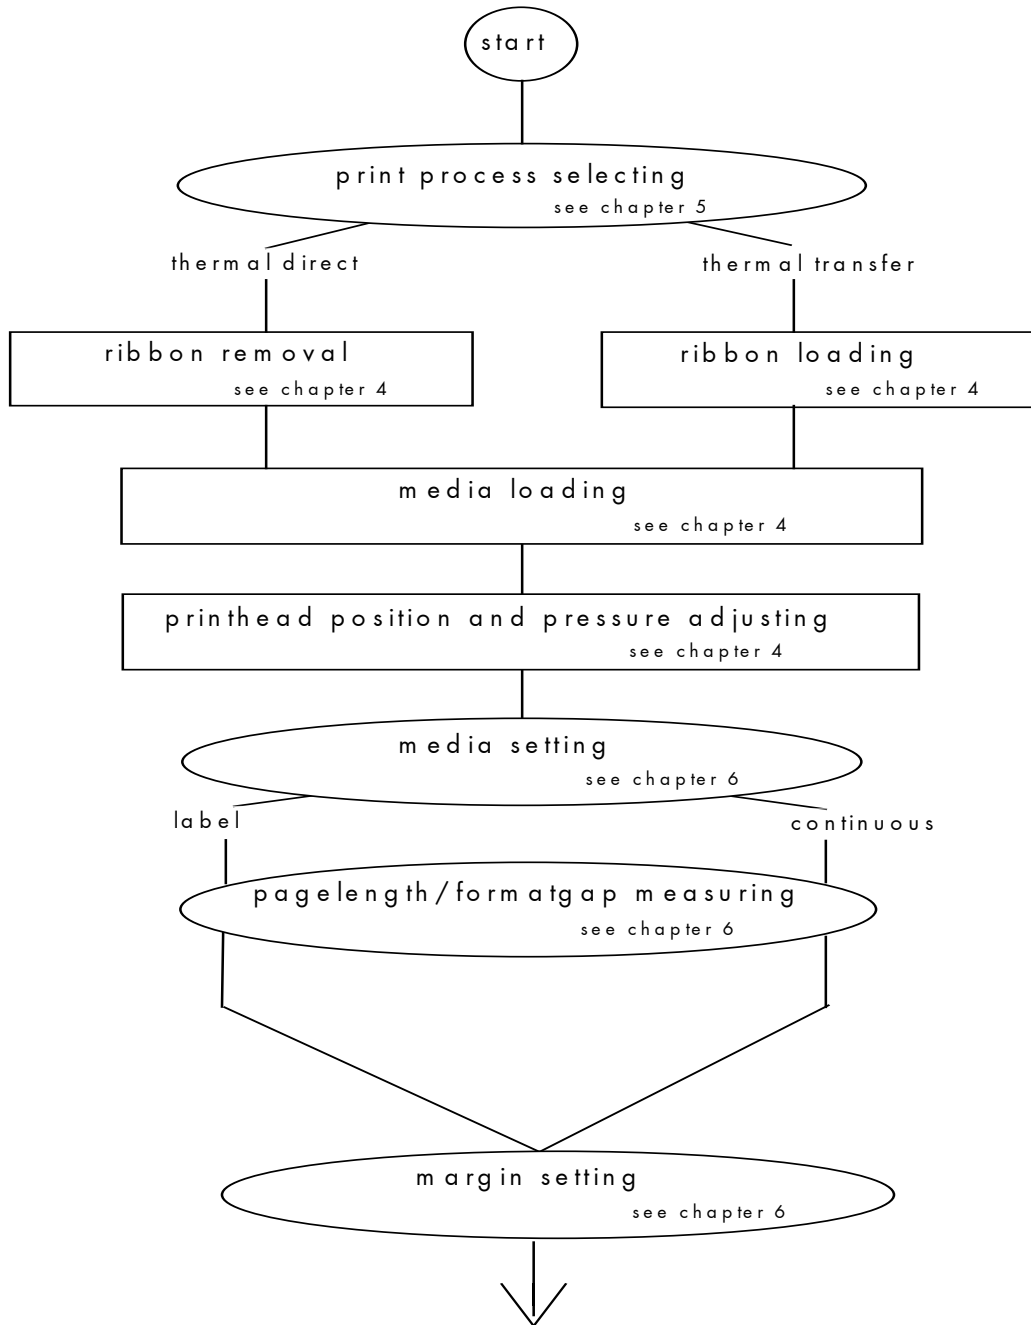 start
print process selecting
see chapter 5
thermal direct
thermal transfer
ribbon removal
see chapter 4
ribbon loading
see chapter 4
media loading
see chapter 4
printhead position and pressure adjusting
see chapter 4
media setting
see chapter 6
label
continuous
pagelength/formatgap measuring
see chapter 6
margin setting
see chapter 6